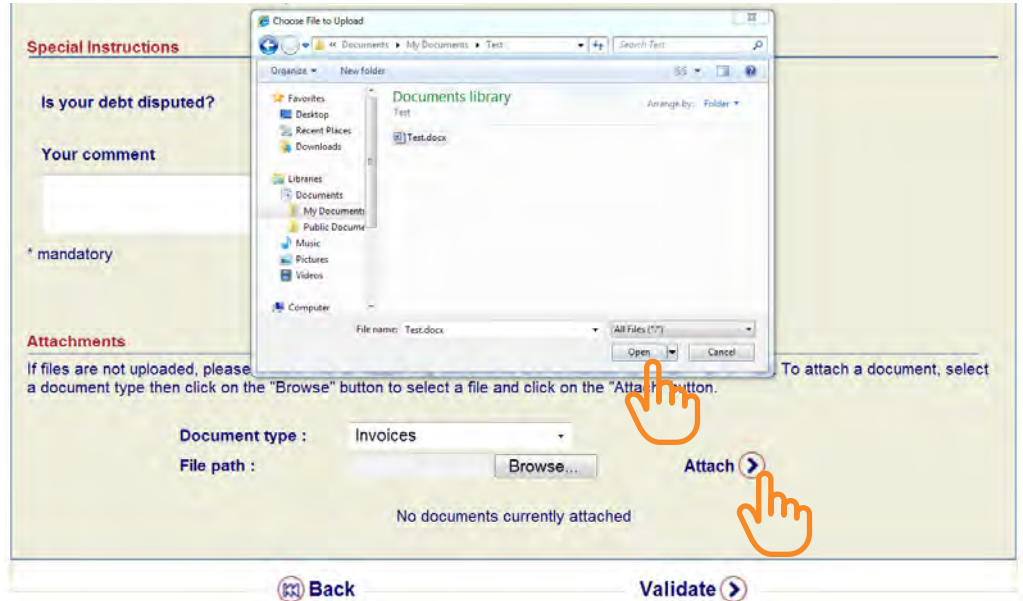 Choose File to Upload
Special Instructions
« Documents ▸ My Documents ▸ Test
Search Test
Organize
New folder
Is your debt disputed?
Favorites
Desktop
Recent Places
Downloads
Documents library
Test
Arrange by: Folder
Test.docx
Your comment
Libraries
Documents
My Documents
Public Docume
Music
Pictures
Videos
* mandatory
Computer
File name: Test.docx
All Files (*.*)
Open
Cancel
Attachments
If files are not uploaded, please
. To attach a document, select
a document type then click on the "Browse" button to select a file and click on the "Attach" button.
Document type :
Invoices
File path :
Browse...
Attach
No documents currently attached
Back
Validate